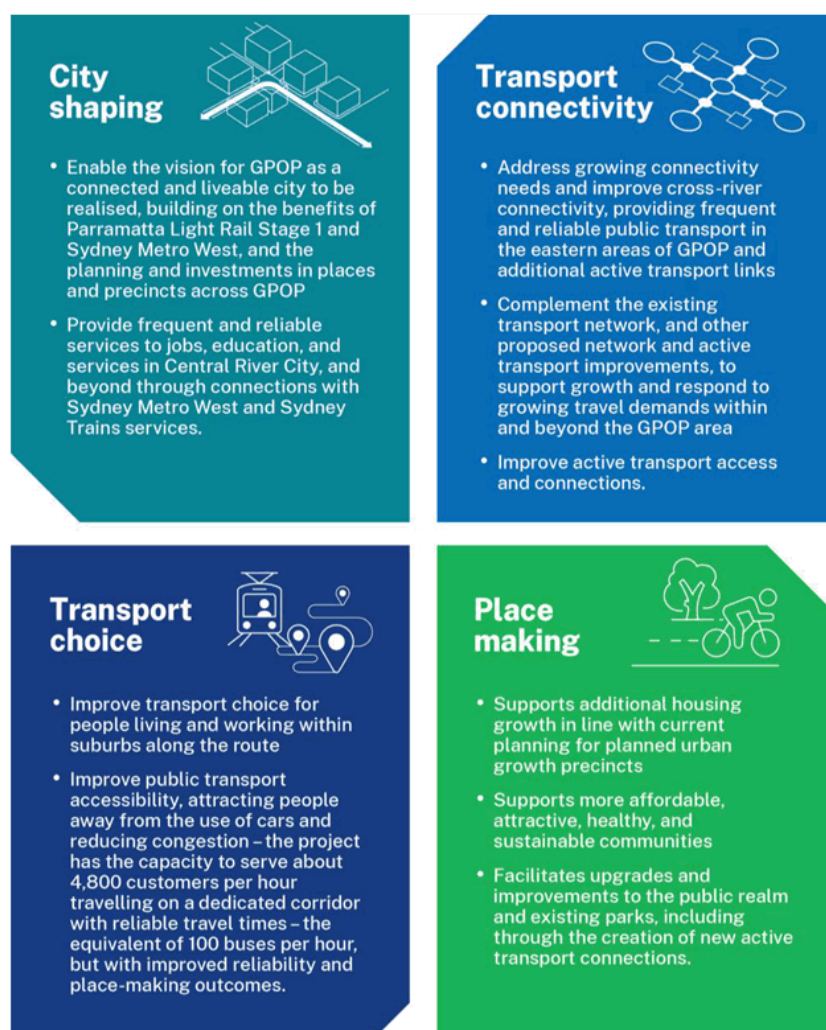 City
shaping
• Enable the vision for GPOP as a
connected and liveable city to be
realised, building on the benefits of
Parramatta Light Rail Stage 1 and
Sydney Metro West, and the
planning and investments in places
and precincts across GPOP
• Provide frequent and reliable
services to jobs, education, and
services in Central River City, and
beyond through connections with
Sydney Metro West and Sydney
Trains services.
Transport
connectivity
• Address growing connectivity
needs and improve cross-river
connectivity, providing frequent
and reliable public transport in
the eastern areas of GPOP and
additional active transport links
• Complement the existing
transport network, and other
proposed network and active
transport improvements, to
support growth and respond to
growing travel demands within
and beyond the GPOP area
• Improve active transport access
and connections.
Transport
choice
• Improve transport choice for
people living and working within
suburbs along the route
• Improve public transport
accessibility, attracting people
away from the use of cars and
reducing congestion – the project
has the capacity to serve about
4,800 customers per hour
travelling on a dedicated corridor
with reliable travel times – the
equivalent of 100 buses per hour,
but with improved reliability and
place-making outcomes.
Place
making
• Supports additional housing
growth in line with current
planning for planned urban
growth precincts
• Supports more affordable,
attractive, healthy, and
sustainable communities
• Facilitates upgrades and
improvements to the public realm
and existing parks, including
through the creation of new active
transport connections.